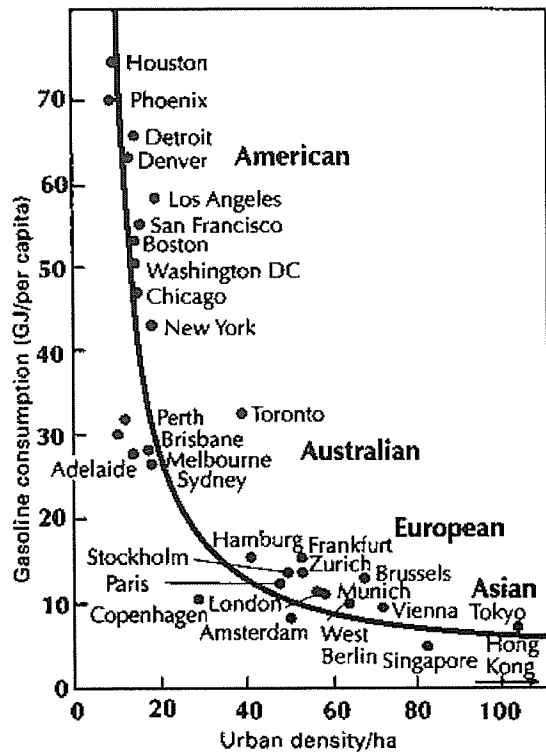 Houston
70
Phoenix
Detroit
Denver
American
60
Los Angeles
San Francisco
Boston
50
Washington DC
Chicago
New York
40
Gasoline consumption (GJ/per capita)
Perth
Toronto
30
Brisbane
Adelaide
Melbourne
Australian
Sydney
20
Hamburg
Frankfurt
European
Stockholm
Zurich
Paris
Brussels
Asian
10
Copenhagen
London
Munich
Vienna
Tokyo
Amsterdam
West
Berlin
Singapore
Hong
Kong
0
0
20
40
60
80
100
Urban density/ha